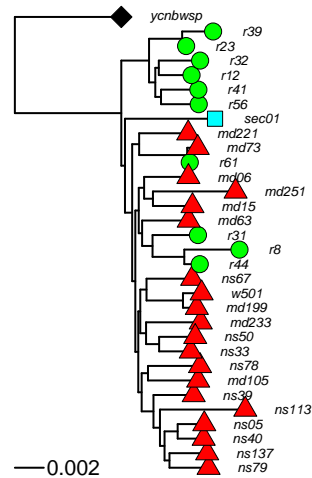 ycnbwsp
r39
r23
r32
r12
r41
r56
sec01
md221
md73
r61
md06
md251
md15
md63
r31
r8
r44
ns67
w501
md199
md233
ns50
ns33
ns78
md105
ns39
ns113
ns05
ns40
ns137
ns79
0.002